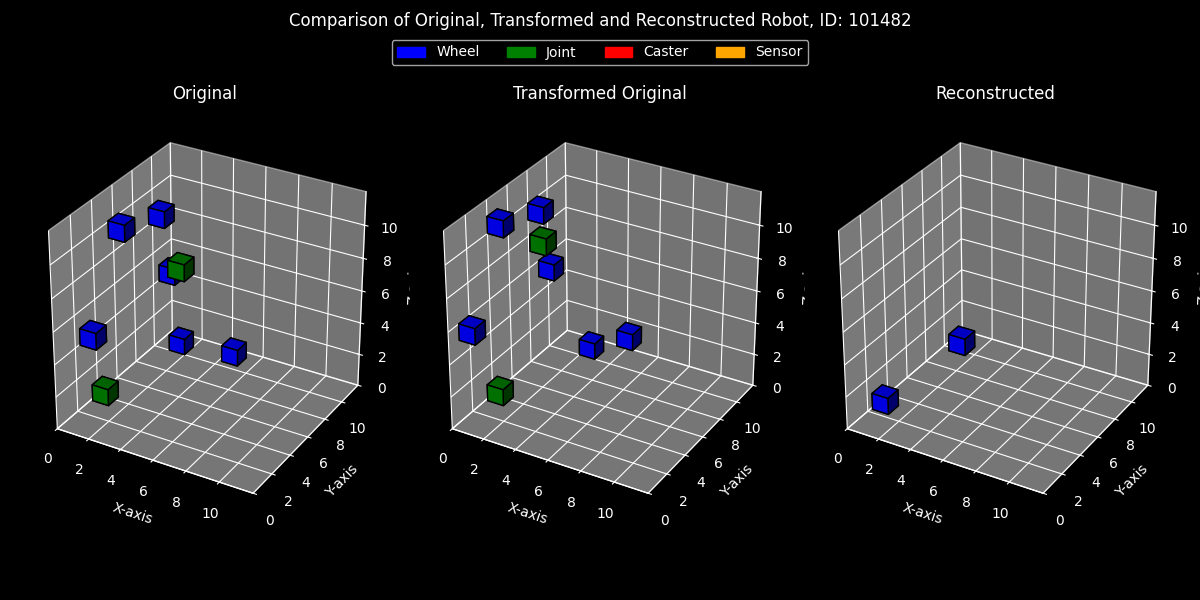 Comparison of Original, Transformed and Reconstructed Robot, ID: 101482
Wheel Joint Caster Sensor
Original
Transformed Original
Reconstructed
0 2 4 6 8 10
X-axis
0 2 4 6 8 10
Y-axis
0 2 4 6 8 10
0 2 4 6 8 10
X-axis
0 2 4 6 8 10
Y-axis
0 2 4 6 8 10
0 2 4 6 8 10
X-axis
0 2 4 6 8 10
Y-axis
0 2 4 6 8 10